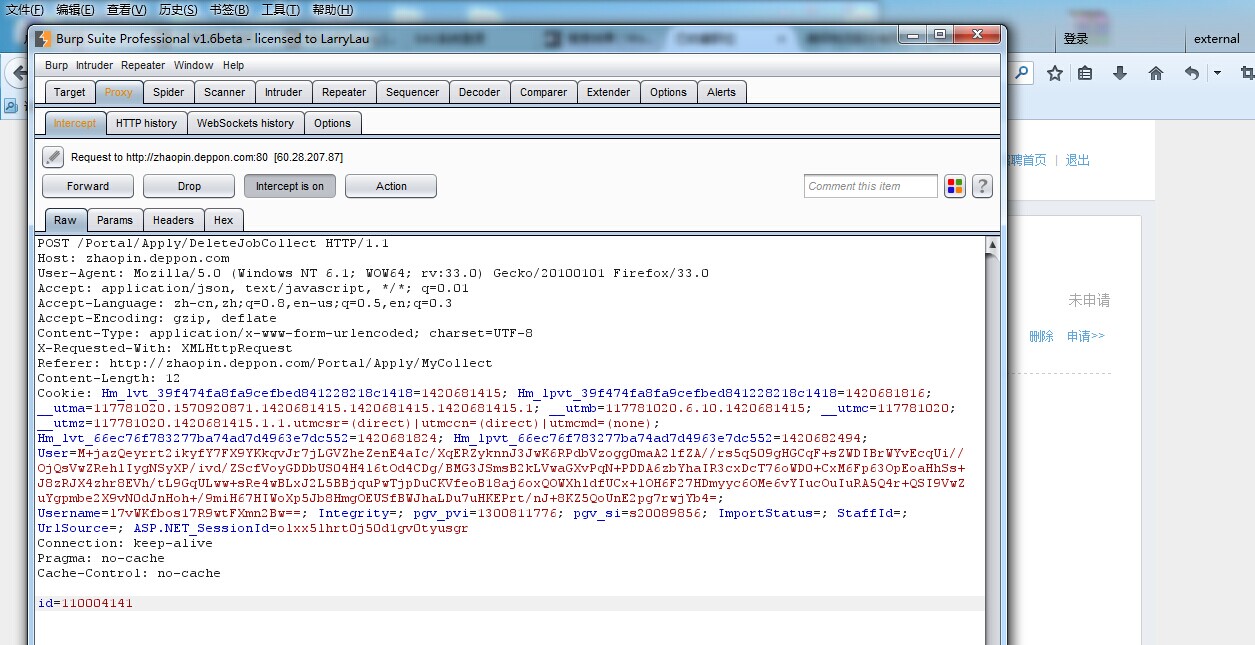 文件(F) 编辑(E) 查看(V) 历史(S) 书签(B) 工具(T) 帮助(H)
Burp Suite Professional v1.6beta - licensed to LarryLau
登录
external
Burp Intruder Repeater Window Help
Target Proxy Spider Scanner Intruder Repeater Sequencer Decoder Comparer Extender Options Alerts
Intercept HTTP history WebSockets history Options
Request to http://zhaopin.deppon.com:80 [60.28.207.87]
聘首页 | 退出
Forward Drop Intercept is on Action Comment this item ?
Raw Params Headers Hex
POST /Portal/Apply/DeleteJobCollect HTTP/1.1
Host: zhaopin.deppon.com
User-Agent: Mozilla/5.0 (Windows NT 6.1; WOW64; rv:33.0) Gecko/20100101 Firefox/33.0
Accept: application/json, text/javascript, */*; q=0.01
Accept-Language: zh-cn,zh;q=0.8,en-us;q=0.5,en;q=0.3
未申请
Accept-Encoding: gzip, deflate
Content-Type: application/x-www-form-urlencoded; charset=UTF-8
删除 申请>>
X-Requested-With: XMLHttpRequest
Referer: http://zhaopin.deppon.com/Portal/Apply/MyCollect
Content-Length: 12
Cookie: Hm_lvt_39f474fa8fa9cefbed841228218c1418=1420681415; Hm_lpvt_39f474fa8fa9cefbed841228218c1418=1420681816;
__utma=117781020.1570920871.1420681415.1420681415.1420681415.1; __utmb=117781020.6.10.1420681415; __utmc=117781020;
__utmz=117781020.1420681415.1.1.utmcsr=(direct)|utmccn=(direct)|utmcmd=(none);
Hm_lvt_66ec76f783277ba74ad7d4963e7dc552=1420681824; Hm_lpvt_66ec76f783277ba74ad7d4963e7dc552=1420682494;
User=M+jazQeyrrt2ikyfY7FX9YKkqvJr7jLGVZheZenE4aIc/XqERZyknnJ3JwK6RPdbVzoggOmaA2lfZA//rs5q509gHGCqF+sZWDIBrWYvEcqUi//
OjQsVwZRehlIygNSyXP/ivd/ZScfVoyGDDbUS04H4l6tOd4CDg/BMG3JSmsB2kLVwaGXvPqN+PDDA6zbYhaIR3cxDcT76oWDO+CxM6Fp63OpEoaHhSs+
J8zRJX4zhr8EVh/tL9GqULww+sRe4wBLxJ2L5BBjquPwTjpDuCKVfeoB18aj6oxQOWXhldfUCx+lOH6F27HDmyyc6OMe6vYIucOuIuRA5Q4r+QSI9VwZ
uYgpmbe2X9vNOdJnHoh+/9miH67HIWoXp5Jb8HmgOEUSfBWJhaLDu7uHKEPrt/nJ+8KZ5QoUnE2pg7rwjYb4=;
Username=17vWKfbos17R9wtFXmn2Bw==; Integrity=; pgv_pvi=1300811776; pgv_si=s20089856; ImportStatus=; StaffId=;
UrlSource=; ASP.NET_SessionId=olxx51hrt0j50d1gv0tyusgr
Connection: keep-alive
Pragma: no-cache
Cache-Control: no-cache
id=110004141